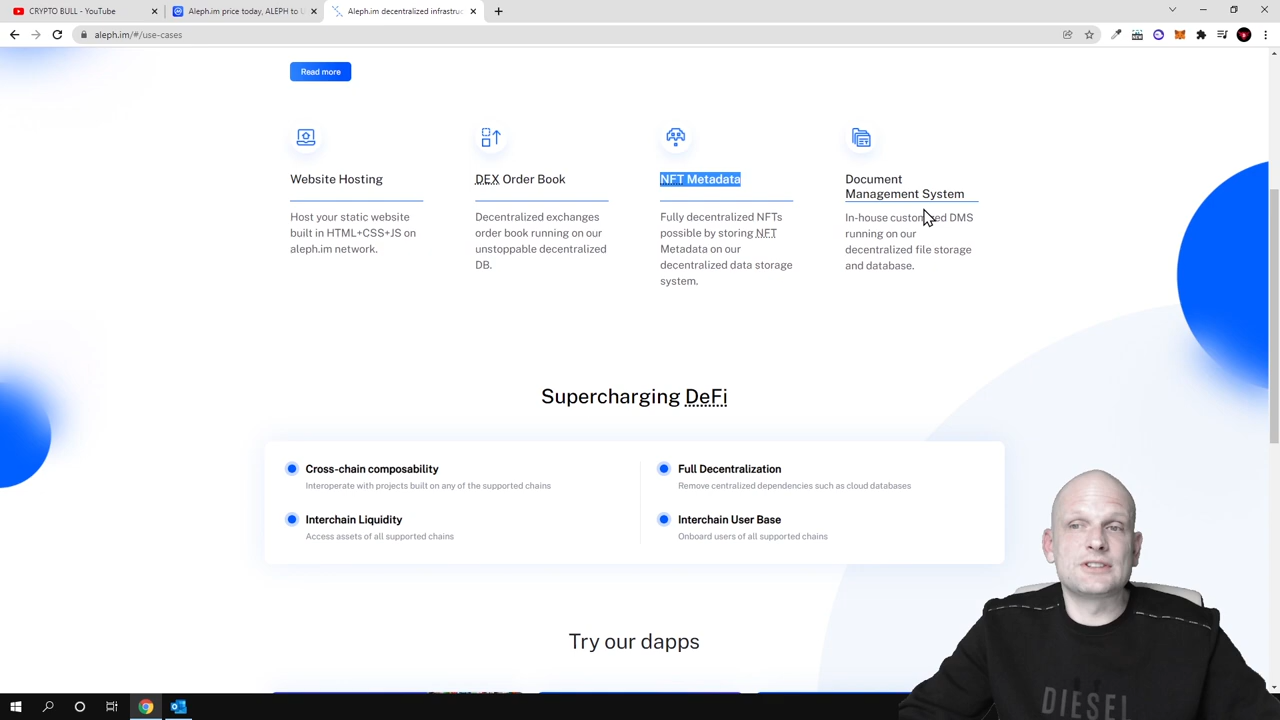 CRYPTO BULL - YouTube
Aleph.im price today, ALEPH to U
Aleph.im decentralized infrastruc
aleph.im/#/use-cases
Read more
Website Hosting
Host your static website
built in HTML+CSS+JS on
aleph.im network.
DEX Order Book
Decentralized exchanges
order book running on our
unstoppable decentralized
DB.
NFT Metadata
Fully decentralized NFTs
possible by storing NFT
Metadata on our
decentralized data storage
system.
Document
Management System
In-house customized DMS
running on our
decentralized file storage
and database.
Supercharging DeFi
Cross-chain composability
Interoperate with projects built on any of the supported chains
Full Decentralization
Remove centralized dependencies such as cloud databases
Interchain Liquidity
Access assets of all supported chains
Interchain User Base
Onboard users of all supported chains
Try our dapps
DIESEL